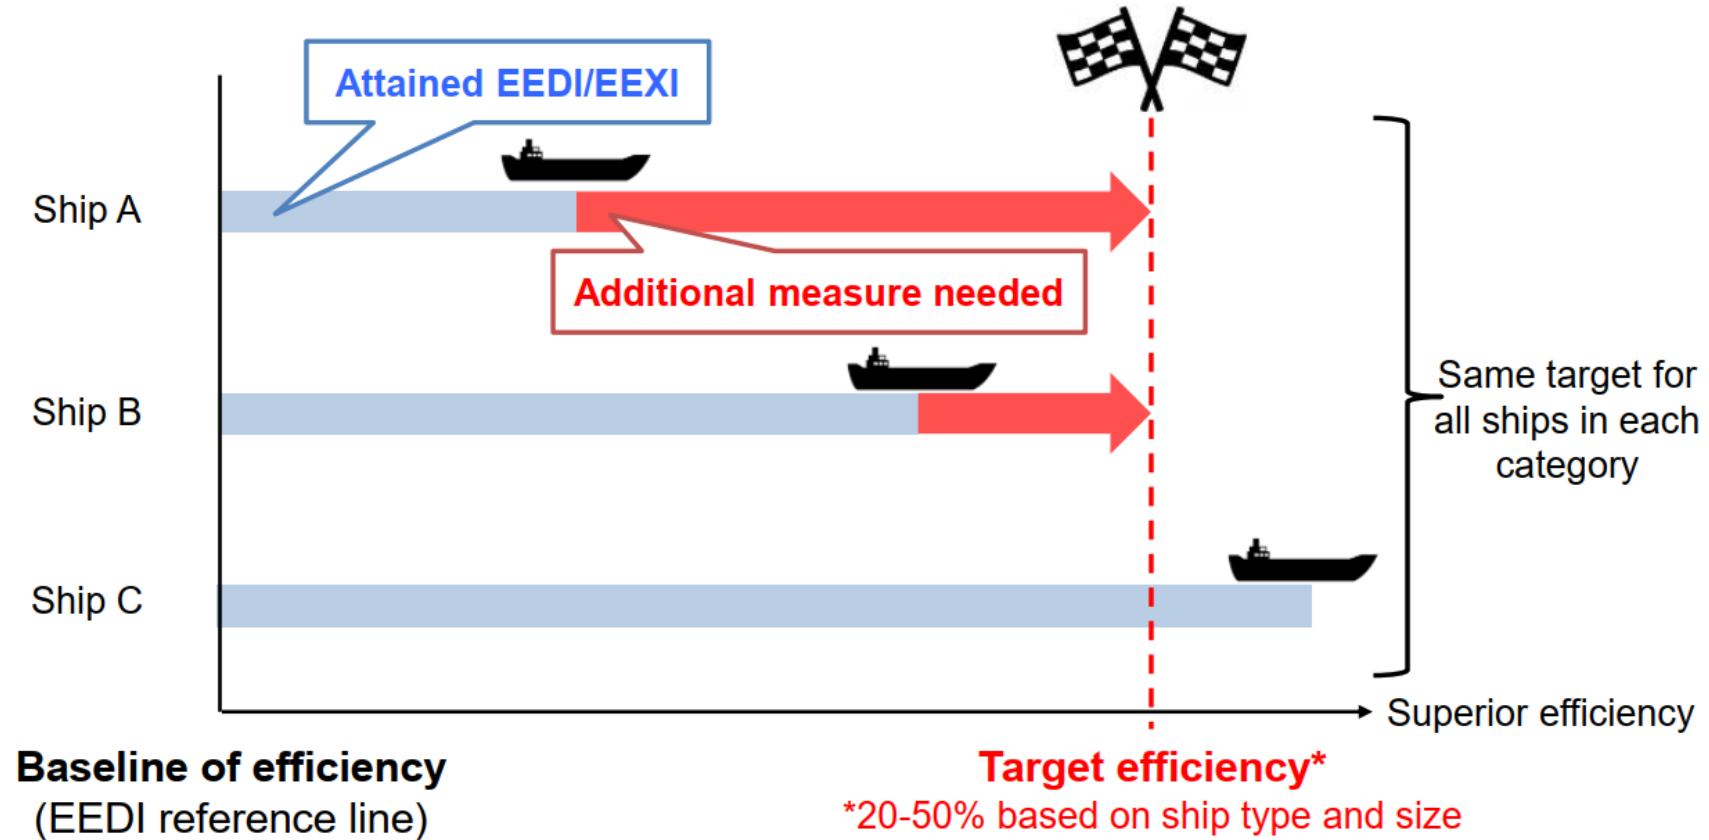 Attained EEDI/EEXI
Ship A
Additional measure needed
Ship B
Same target for
all ships in each
category
Ship C
Superior efficiency
Baseline of efficiency
(EEDI reference line)
Target efficiency*
*20-50% based on ship type and size